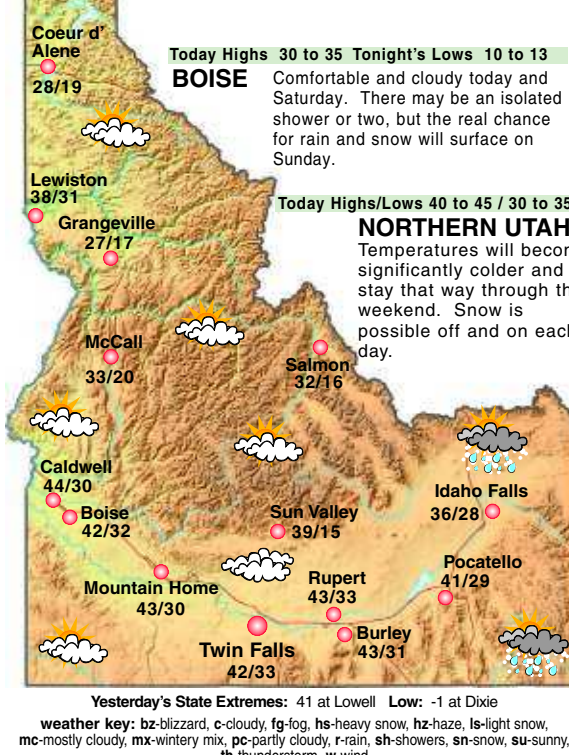 Coeur d'
Alene
28/19
Today Highs 30 to 35 Tonight's Lows 10 to 13
BOISE
Comfortable and cloudy today and
Saturday. There may be an isolated
shower or two, but the real chance
for rain and snow will surface on
Sunday.
Lewiston
38/31
Grangeville
27/17
Today Highs/Lows 40 to 45 / 30 to 35
NORTHERN UTAH
Temperatures will becom
significantly colder and
stay that way through th
weekend. Snow is
possible off and on each
day.
McCall
33/20
Salmon
32/16
Caldwell
44/30
Boise
42/32
Sun Valley
39/15
Idaho Falls
36/28
Mountain Home
43/30
Rupert
43/33
Pocatello
41/29
Twin Falls
42/33
Burley
43/31
Yesterday's State Extremes: 41 at Lowell Low: -1 at Dixie
weather key: bz-blizzard, c-cloudy, fg-fog, hs-heavy snow, hz-haze, ls-light snow,
mc-mostly cloudy, mx-wintery mix, pc-partly cloudy, r-rain, sh-showers, sn-snow, su-sunny,
th-thunderstorm, w-wind